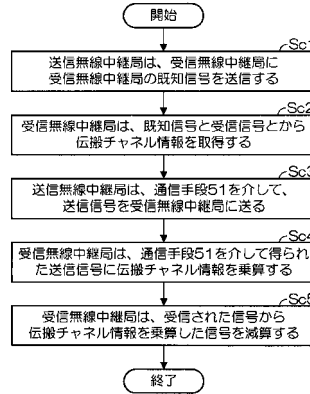 開始
Sc1
送信無線中継局は、受信無線中継局に
受信無線中継局の既知信号を送信する
Sc2
受信無線中継局は、既知信号と受信信号とから
伝搬チャネル情報を取得する
Sc3
送信無線中継局は、通信手段51を介して、
送信信号を受信無線中継局に送る
Sc4
受信無線中継局は、通信手段51を介して得られ
た送信信号に伝搬チャネル情報を乗算する
Sc5
受信無線中継局は、受信された信号から
伝搬チャネル情報を乗算した信号を減算する
終了